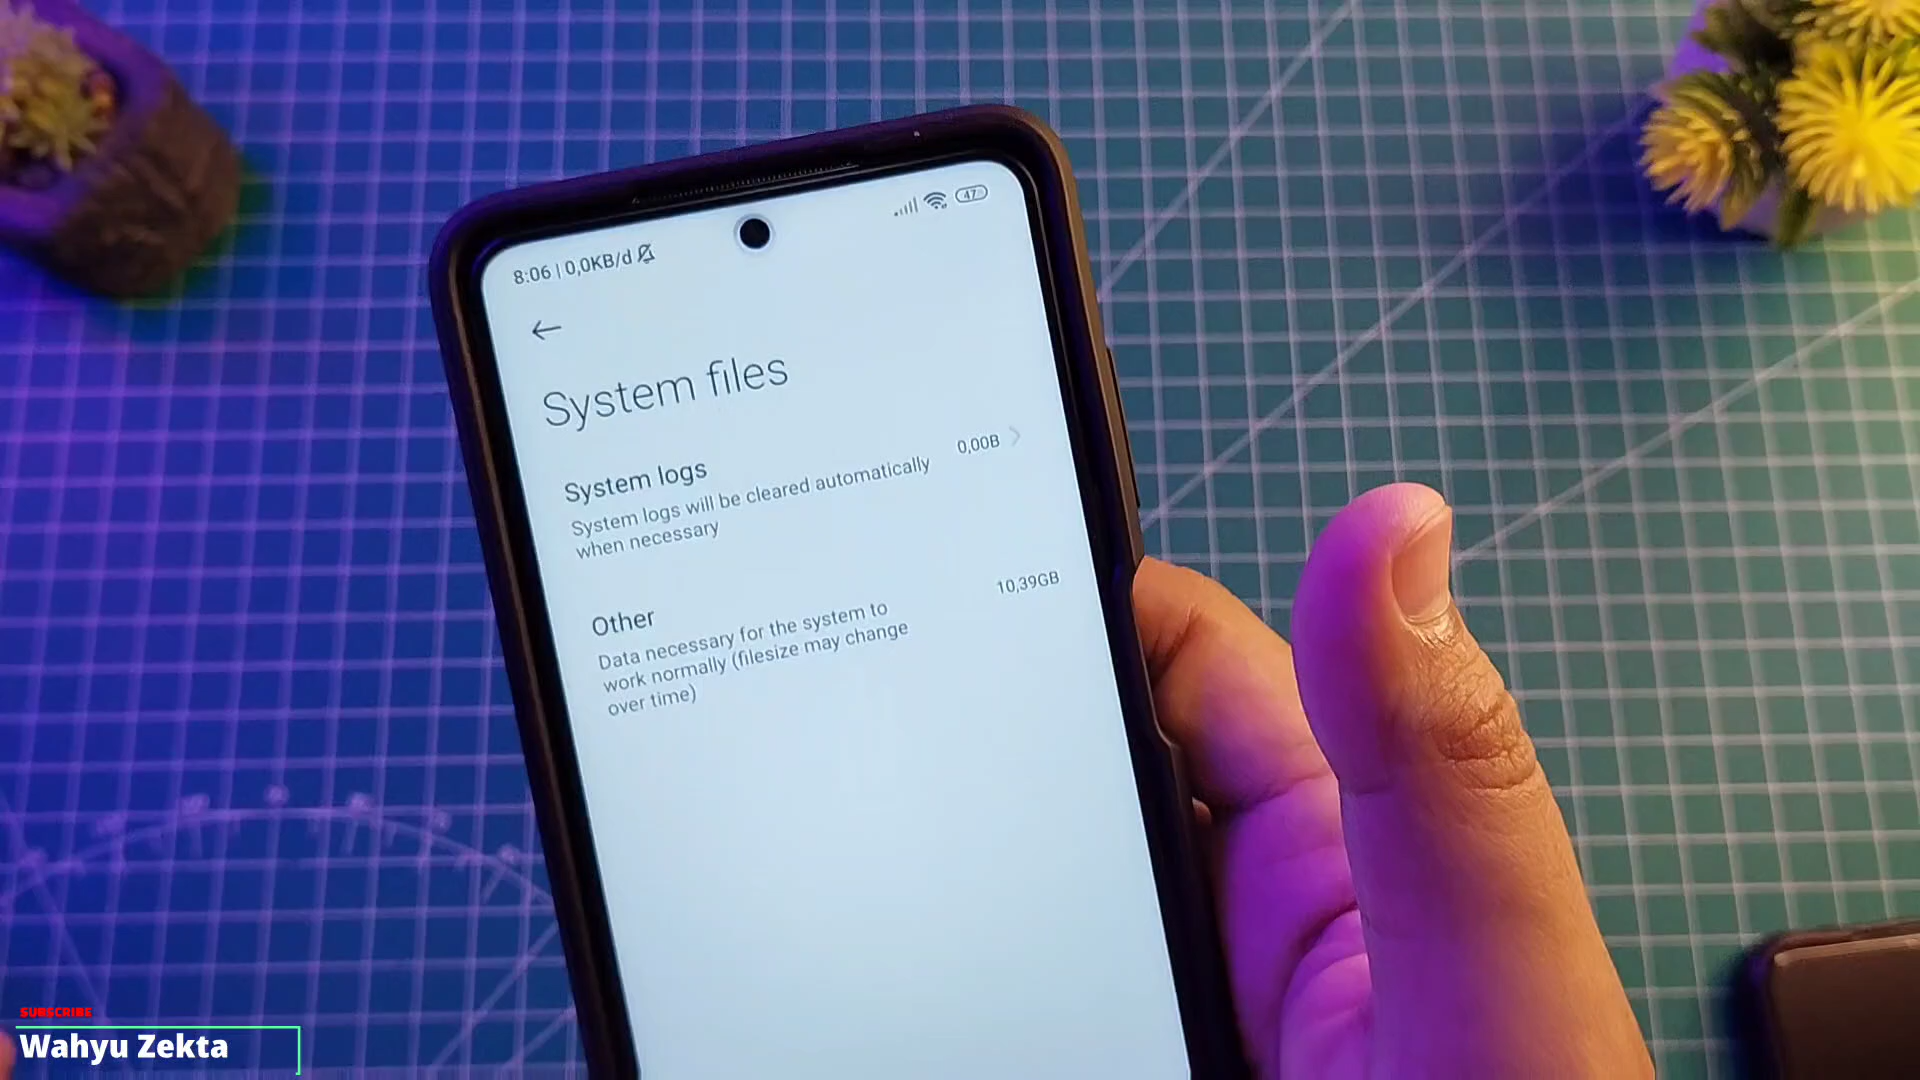 8:06 | 0,0KB/d
47
System files
System logs
0,00B
System logs will be cleared automatically
when necessary
Other
10,39GB
Data necessary for the system to
work normally (filesize may change
over time)
SUBSCRIBE
Wahyu Zekta